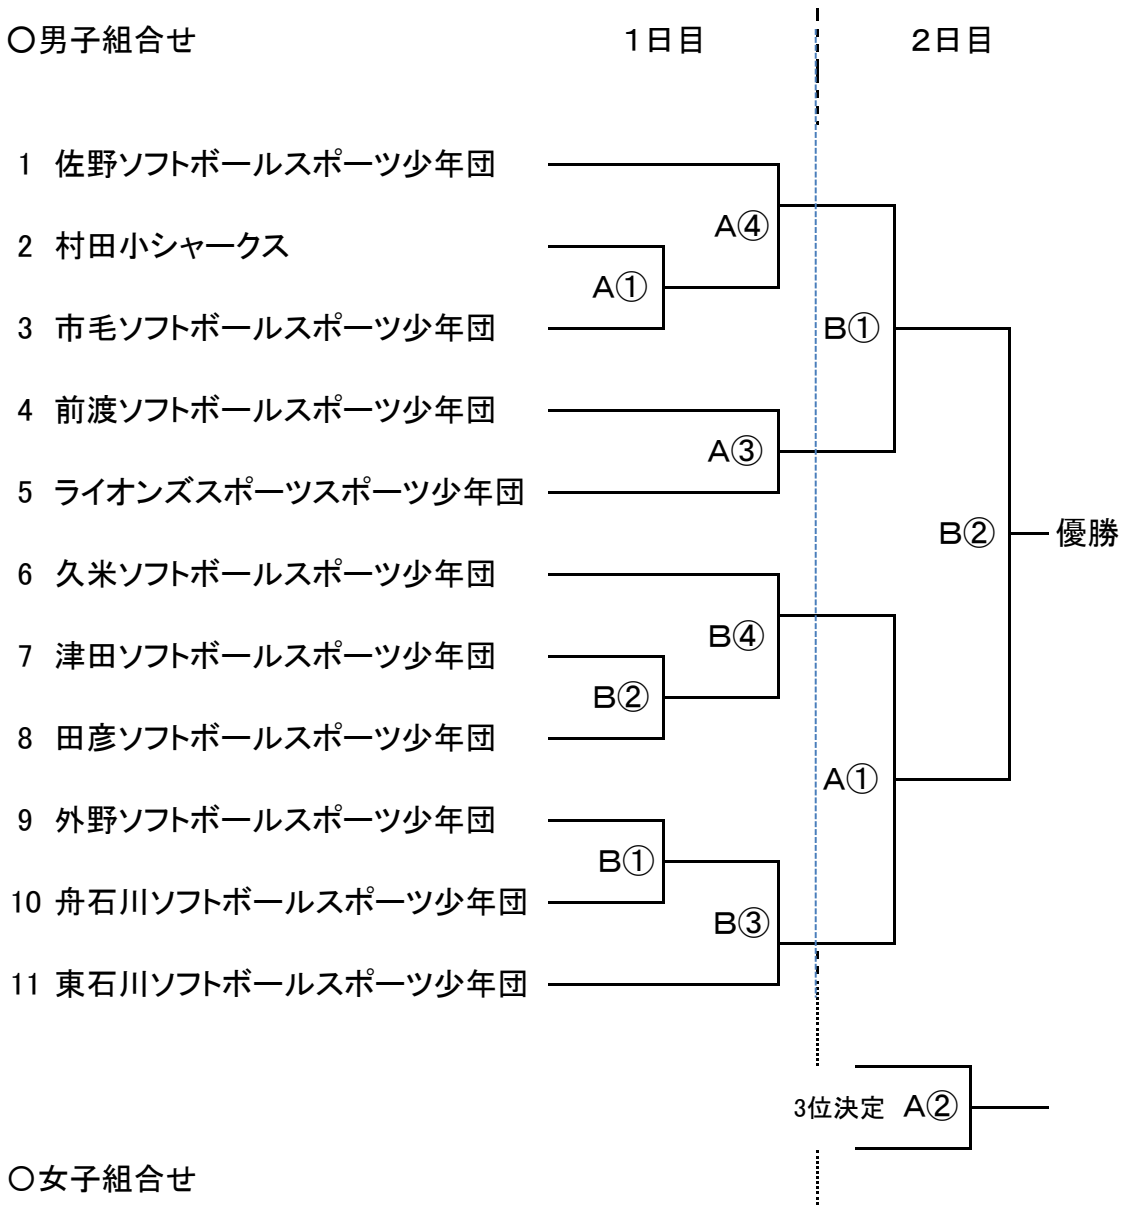 〇男子組合せ 1日目 2日目
1 佐野ソフトボールスポーツ少年団
A④
2 村田小シャークス
A①
3 市毛ソフトボールスポーツ少年団
B①
4 前渡ソフトボールスポーツ少年団
A③
5 ライオンズスポーツスポーツ少年団
B② 優勝
6 久米ソフトボールスポーツ少年団
B④
7 津田ソフトボールスポーツ少年団
B②
8 田彦ソフトボールスポーツ少年団
A①
9 外野ソフトボールスポーツ少年団
B①
10 舟石川ソフトボールスポーツ少年団
B③
11 東石川ソフトボールスポーツ少年団
3位決定 A②
〇女子組合せ